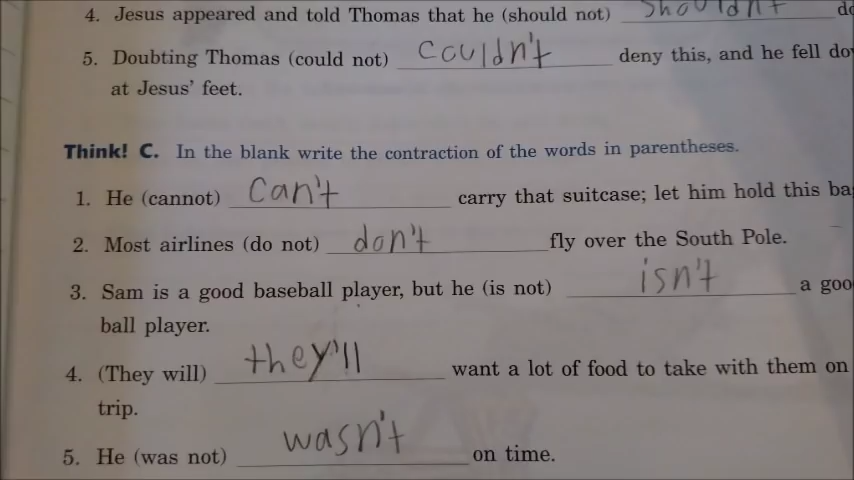 4. Jesus appeared and told Thomas that he (should not) shouldn't
5. Doubting Thomas (could not) couldn't deny this, and he fell
at Jesus' feet.
Think! C. In the blank write the contraction of the words in parentheses.
1. He (cannot) can't carry that suitcase; let him hold this
2. Most airlines (do not) don't fly over the South Pole.
3. Sam is a good baseball player, but he (is not) isn't a
ball player.
4. (They will) they'll want a lot of food to take with them on
trip.
5. He (was not) wasn't on time.